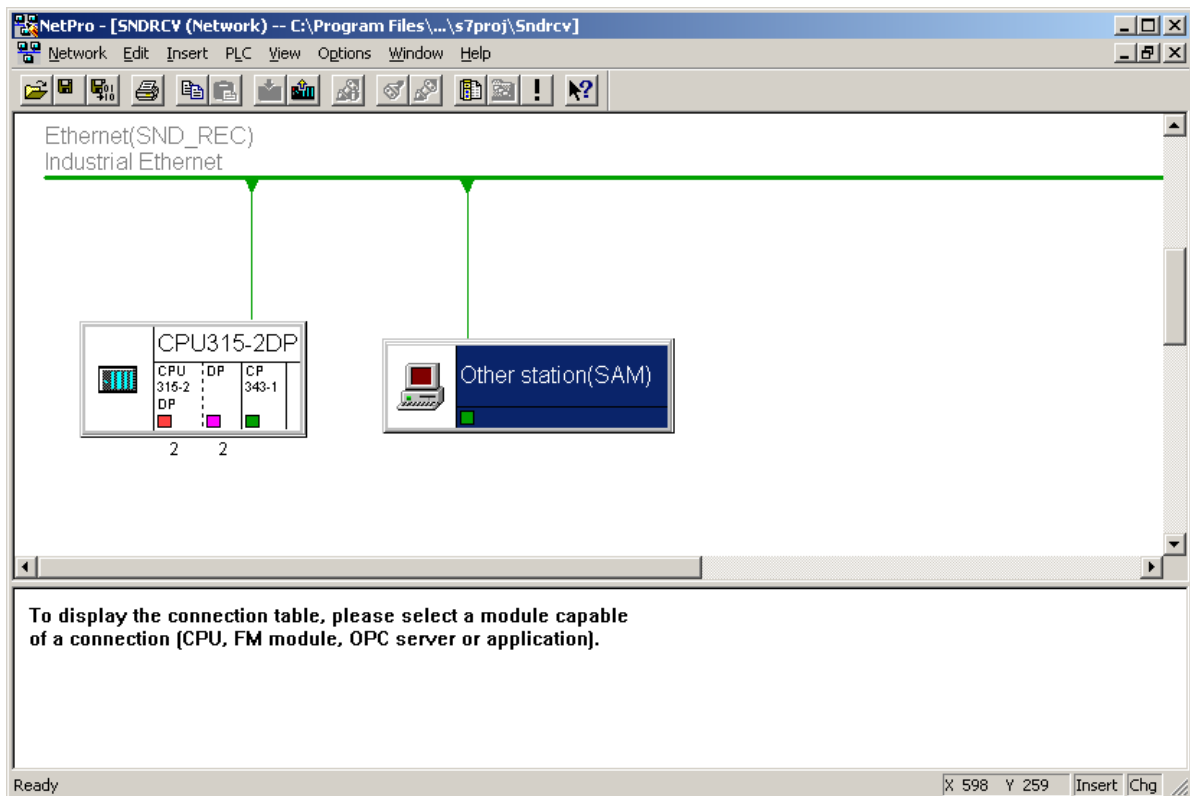 NetPro - [SNDRCV (Network) -- C:\Program Files\...\s7proj\Sndrcv]
Network Edit Insert PLC View Options Window Help
Ethernet(SND_REC)
Industrial Ethernet
CPU315-2DP
CPU
315-2
DP
DP
CP
343-1
2 2
Other station(SAM)
To display the connection table, please select a module capable
of a connection (CPU, FM module, OPC server or application).
Ready X 598 Y 259 Insert Chg